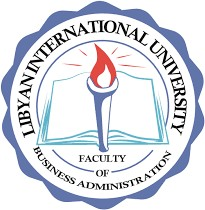 LIBYAN INTERNATIONAL UNIVERSITY
FACULTY
OF
BUSINESS ADMINISTRATION